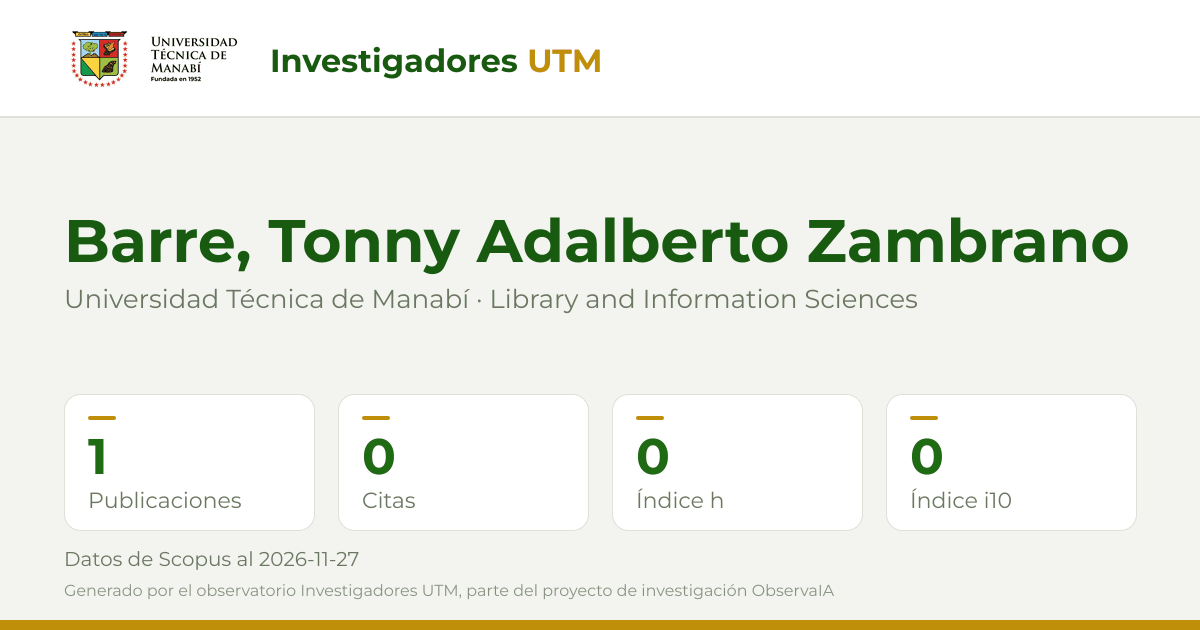 UNIVERSIDAD
TÉCNICA DE
MANABÍ
Fundada en 1952
Investigadores UTM
Barre, Tonny Adalberto Zambrano
Universidad Técnica de Manabí · Library and Information Sciences
1
Publicaciones
0
Citas
0
Índice h
0
Índice i10
Datos de Scopus al 2026-11-27
Generado por el observatorio Investigadores UTM, parte del proyecto de investigación ObservaIA